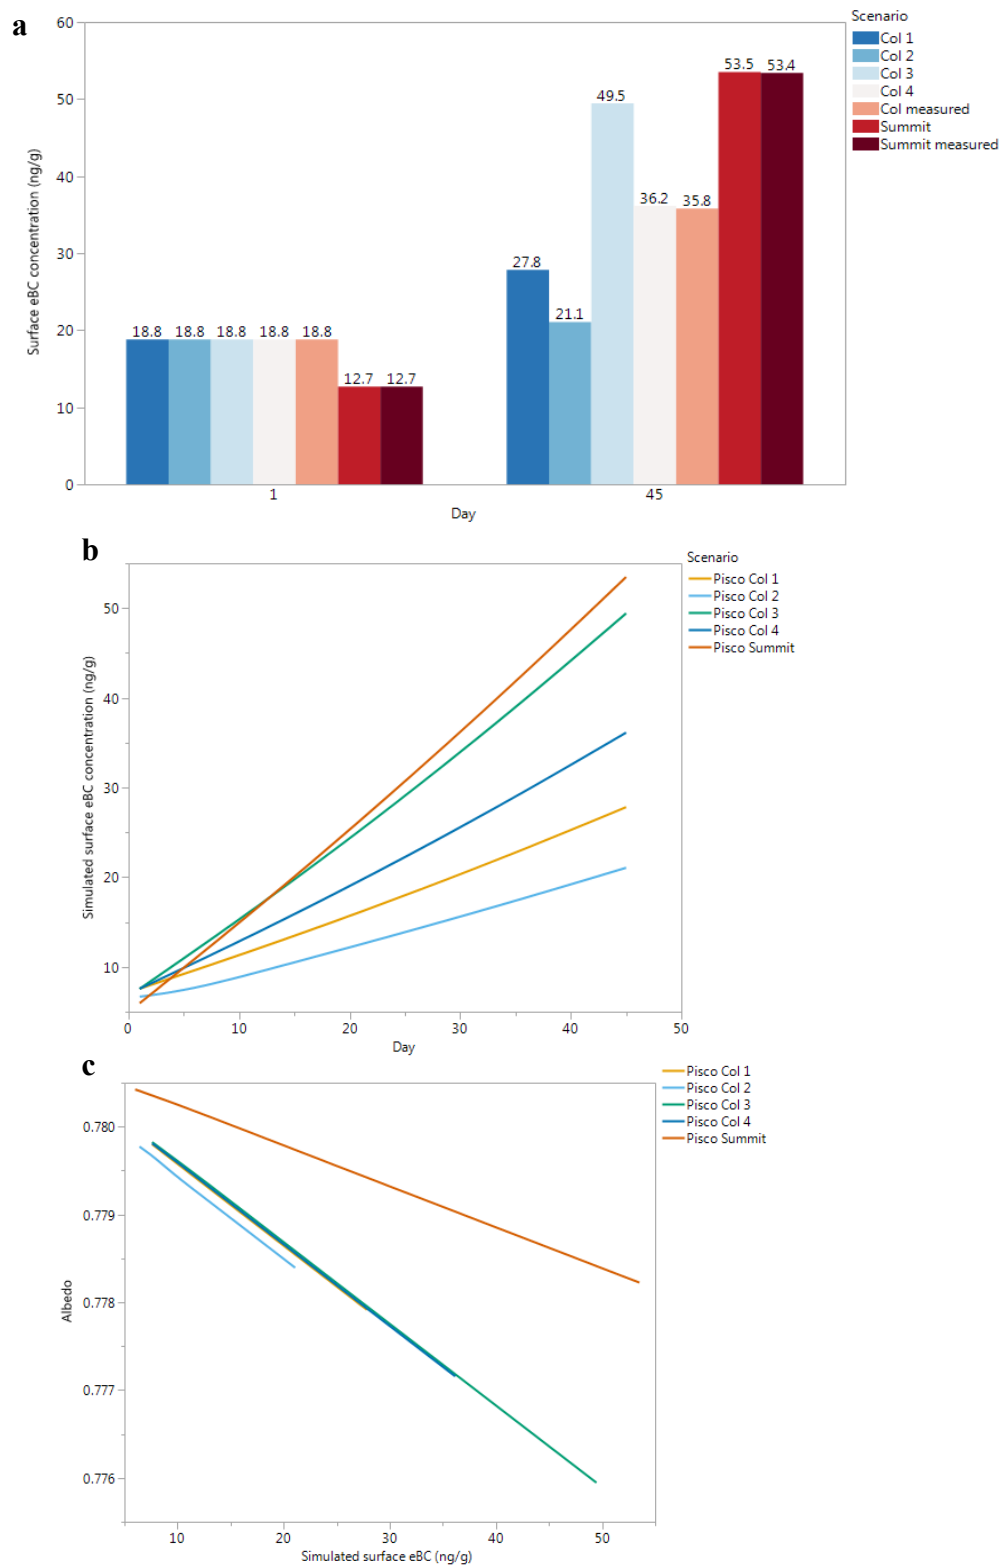 a
Scenario
Col 1
Col 2
Col 3
Col 4
Col measured
Summit
Summit measured
Surface eBC concentration (ng/g)
60
50
40
30
20
10
0
18.8 18.8 18.8 18.8 18.8 12.7 12.7
27.8 21.1 49.5 36.2 35.8 53.5 53.4
1 45
Day
b
Scenario
Pisco Col 1
Pisco Col 2
Pisco Col 3
Pisco Col 4
Pisco Summit
Simulated surface eBC concentration (ng/g)
50
40
30
20
10
0 10 20 30 40 50
Day
c
Pisco Col 1
Pisco Col 2
Pisco Col 3
Pisco Col 4
Pisco Summit
Albedo
0.780
0.779
0.778
0.777
0.776
10 20 30 40 50
Simulated surface eBC (ng/g)